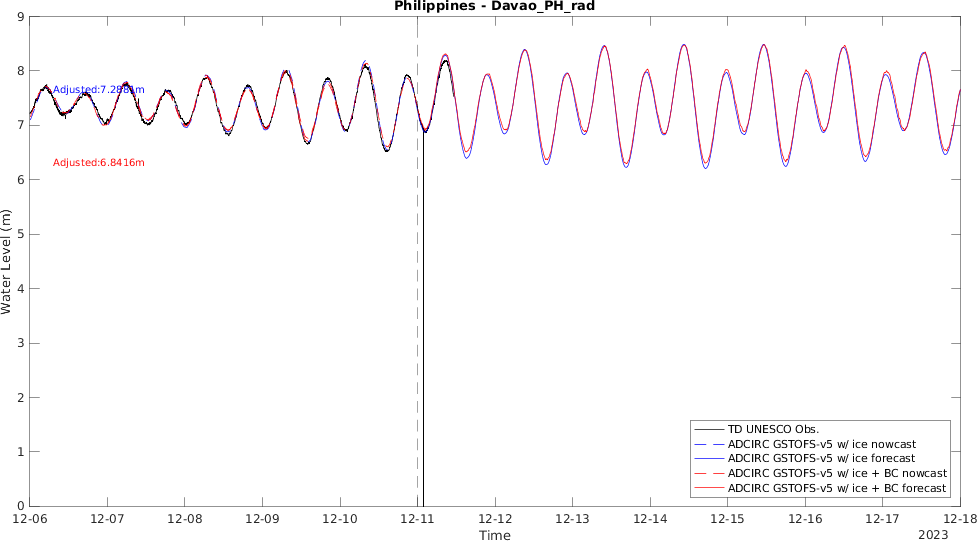 Philippines - Davao_PH_rad
9
8
7
6
5
4
3
2
1
0
Water Level (m)
Adjusted:7.2881m
Adjusted:6.8416m
TD UNESCO Obs.
ADCIRC GSTOFS-v5 w/ ice nowcast
ADCIRC GSTOFS-v5 w/ ice forecast
ADCIRC GSTOFS-v5 w/ ice + BC nowcast
ADCIRC GSTOFS-v5 w/ ice + BC forecast
12-06 12-07 12-08 12-09 12-10 12-11 12-12 12-13 12-14 12-15 12-16 12-17 12-18
Time
2023